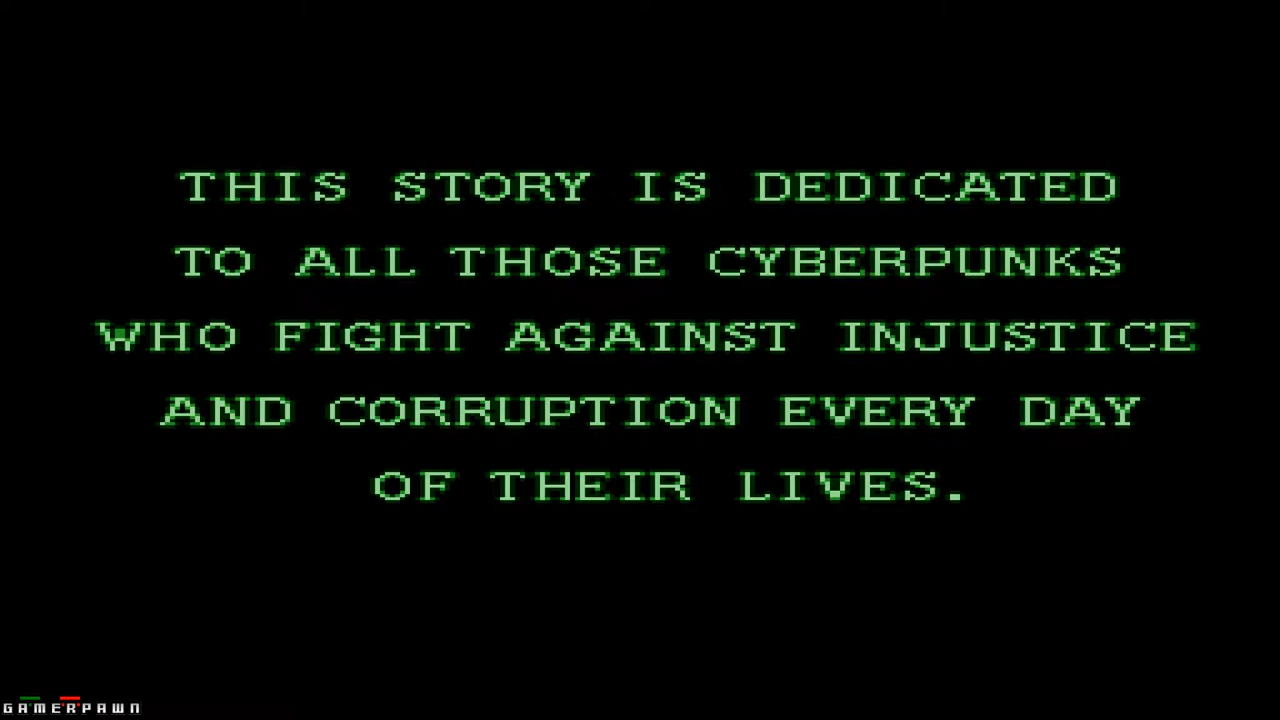 THIS STORY IS DEDICATED
TO ALL THOSE CYBERPUNKS
WHO FIGHT AGAINST INJUSTICE
AND CORRUPTION EVERY DAY
OF THEIR LIVES.
GAMERPAWN